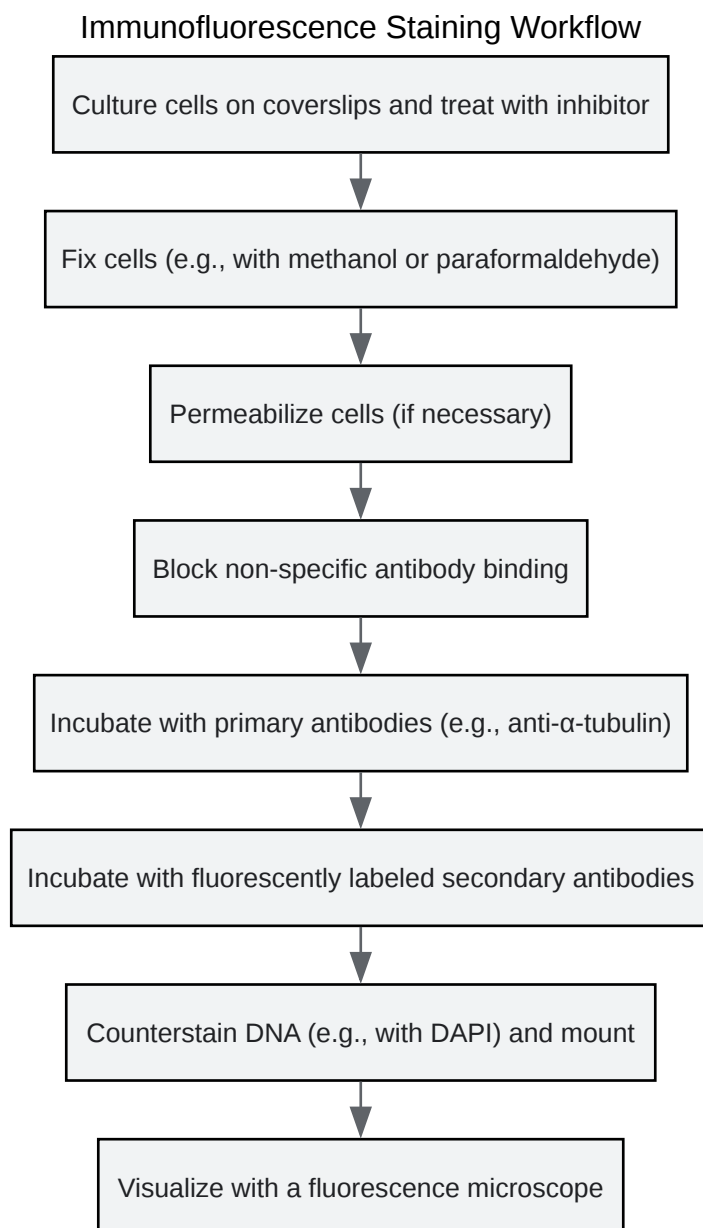 Immunofluorescence Staining Workflow
Culture cells on coverslips and treat with inhibitor
Fix cells (e.g., with methanol or paraformaldehyde)
Permeabilize cells (if necessary)
Block non-specific antibody binding
Incubate with primary antibodies (e.g., anti-α-tubulin)
Incubate with fluorescently labeled secondary antibodies
Counterstain DNA (e.g., with DAPI) and mount
Visualize with a fluorescence microscope